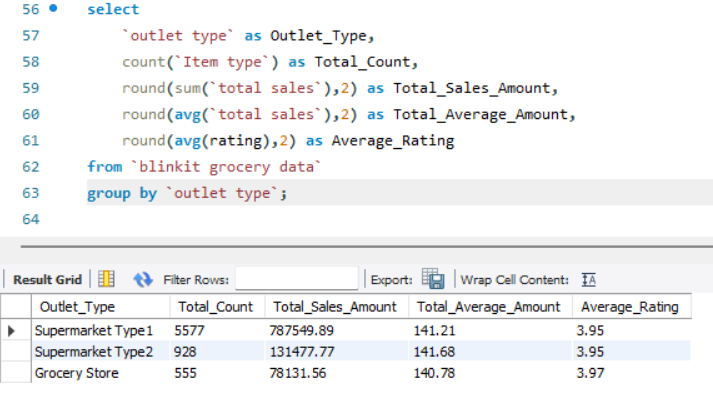 56 select
57 `outlet type` as Outlet_Type,
58 count(`Item type`) as Total_Count,
59 round(sum(`total sales`),2) as Total_Sales_Amount,
60 round(avg(`total sales`),2) as Total_Average_Amount,
61 round(avg(rating),2) as Average_Rating
62 from `blinkit grocery data`
63 group by `outlet type`;
64
Result Grid Filter Rows: Export: Wrap Cell Content: IA
Outlet_Type Total_Count Total_Sales_Amount Total_Average_Amount Average_Rating
Supermarket Type1 5577 787549.89 141.21 3.95
Supermarket Type2 928 131477.77 141.68 3.95
Grocery Store 555 78131.56 140.78 3.97